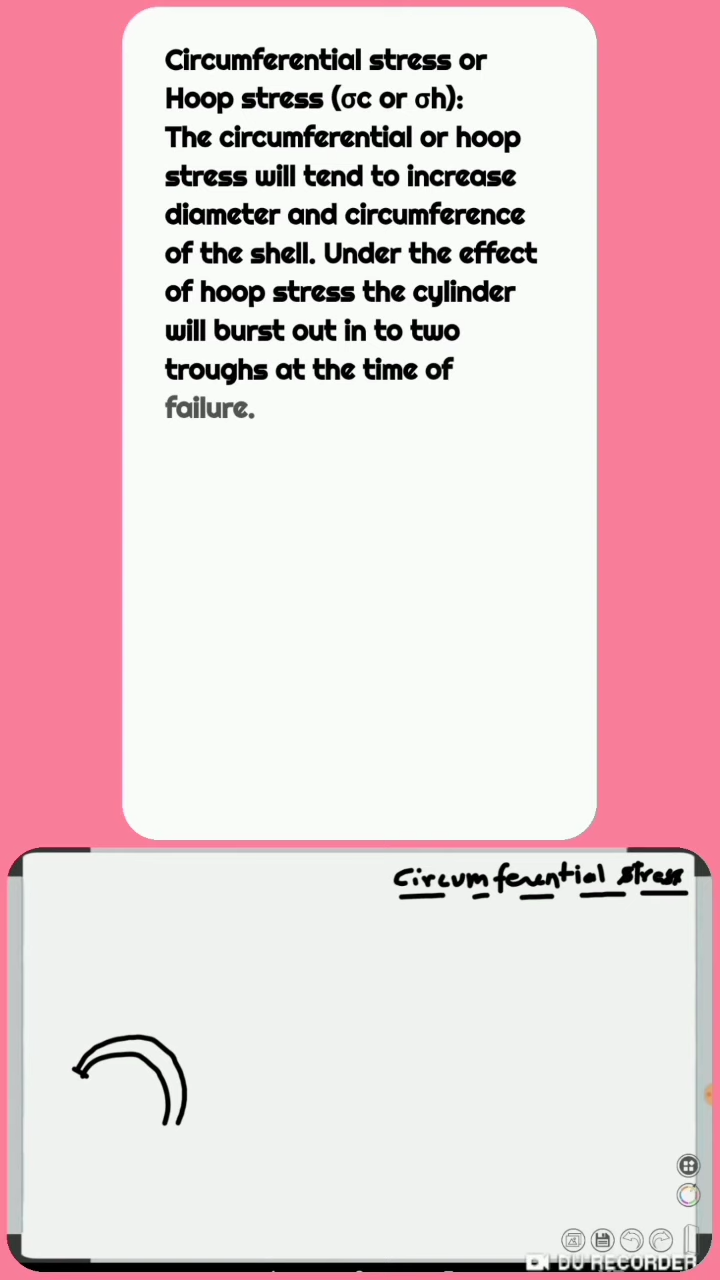 Circumferential stress or
Hoop stress (σc or σh):
The circumferential or hoop
stress will tend to increase
diameter and circumference
of the shell. Under the effect
of hoop stress the cylinder
will burst out in to two
troughs at the time of
failure.
Circumferential stress
DU RECORDER